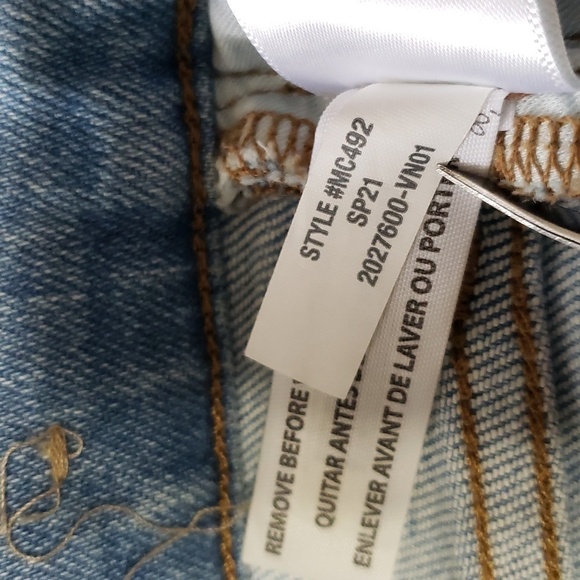 STYLE #MC492
SP21
2027600-VN01
REMOVE BEFORE
QUITAR ANTES
ENLEVER AVANT DE LAVER OU PORT